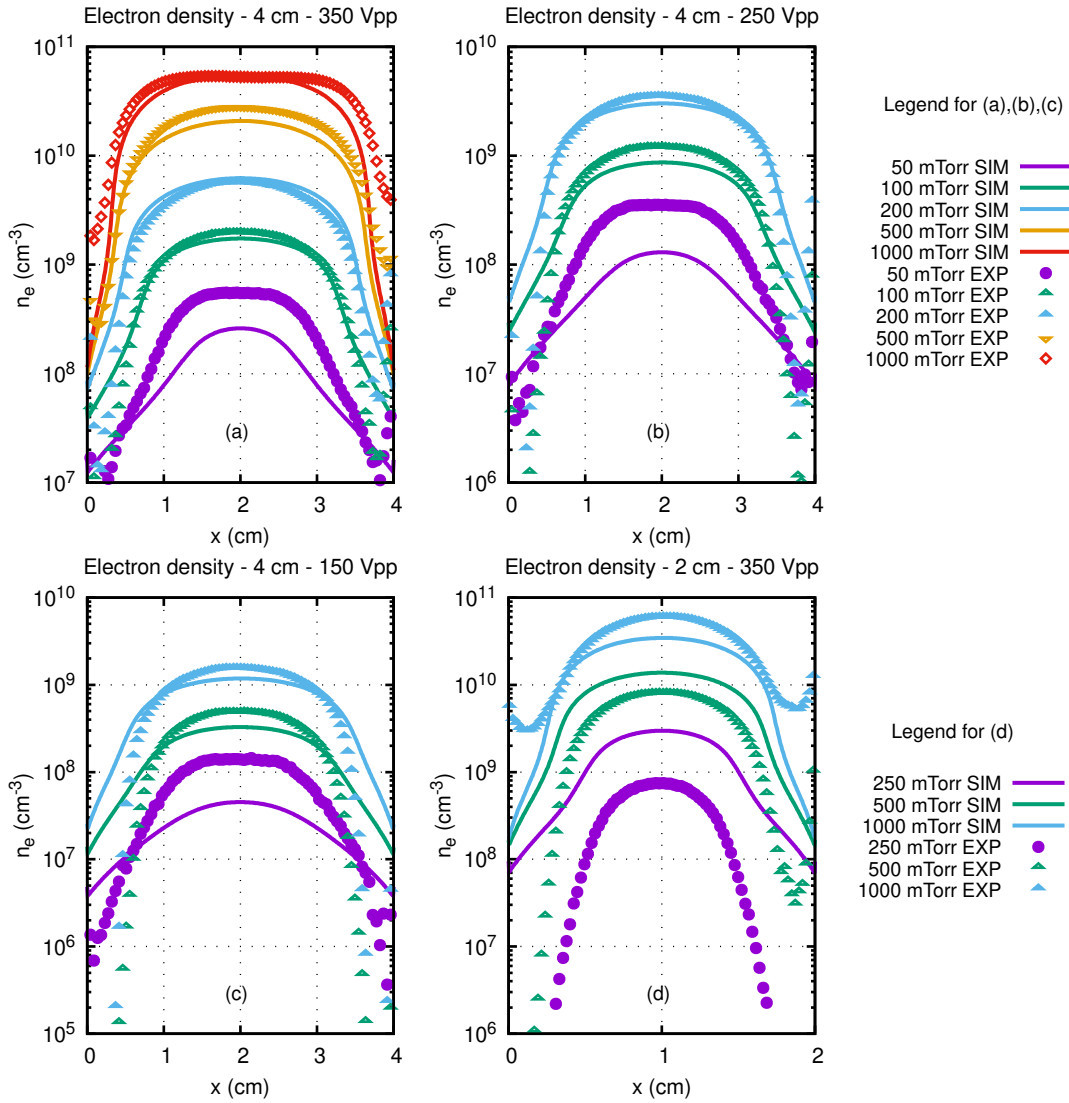 Electron density - 4 cm - 350 Vpp
10^11
10^10
10^9
10^8
10^7
n_e (cm^-3)
(a)
0 1 2 3 4
x (cm)
Electron density - 4 cm - 250 Vpp
10^10
10^9
10^8
10^7
10^6
n_e (cm^-3)
(b)
0 1 2 3 4
x (cm)
Legend for (a),(b),(c)
50 mTorr SIM
100 mTorr SIM
200 mTorr SIM
500 mTorr SIM
1000 mTorr SIM
50 mTorr EXP
100 mTorr EXP
200 mTorr EXP
500 mTorr EXP
1000 mTorr EXP
Electron density - 4 cm - 150 Vpp
10^10
10^9
10^8
10^7
10^6
10^5
n_e (cm^-3)
(c)
0 1 2 3 4
x (cm)
Electron density - 2 cm - 350 Vpp
10^11
10^10
10^9
10^8
10^7
10^6
n_e (cm^-3)
(d)
0 1 2
x (cm)
Legend for (d)
250 mTorr SIM
500 mTorr SIM
1000 mTorr SIM
250 mTorr EXP
500 mTorr EXP
1000 mTorr EXP